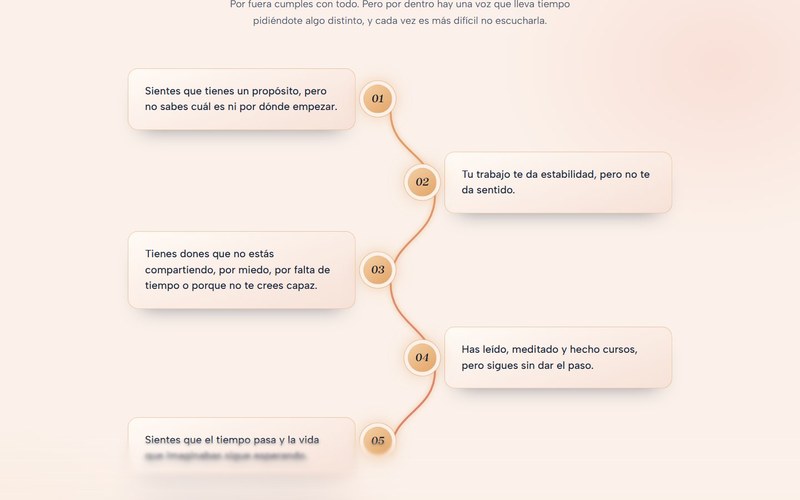 Por fuera cumples con todo. Pero por dentro hay una voz que lleva tiempo
pidiéndote algo distinto, y cada vez es más difícil no escucharla.
Sientes que tienes un propósito, pero
no sabes cuál es ni por dónde empezar.
01
02
Tu trabajo te da estabilidad, pero no te
da sentido.
Tienes dones que no estás
compartiendo, por miedo, por falta de
tiempo o porque no te crees capaz.
03
04
Has leído, meditado y hecho cursos,
pero sigues sin dar el paso.
Sientes que el tiempo pasa y la vida
que imaginabas sigue esperando.
05